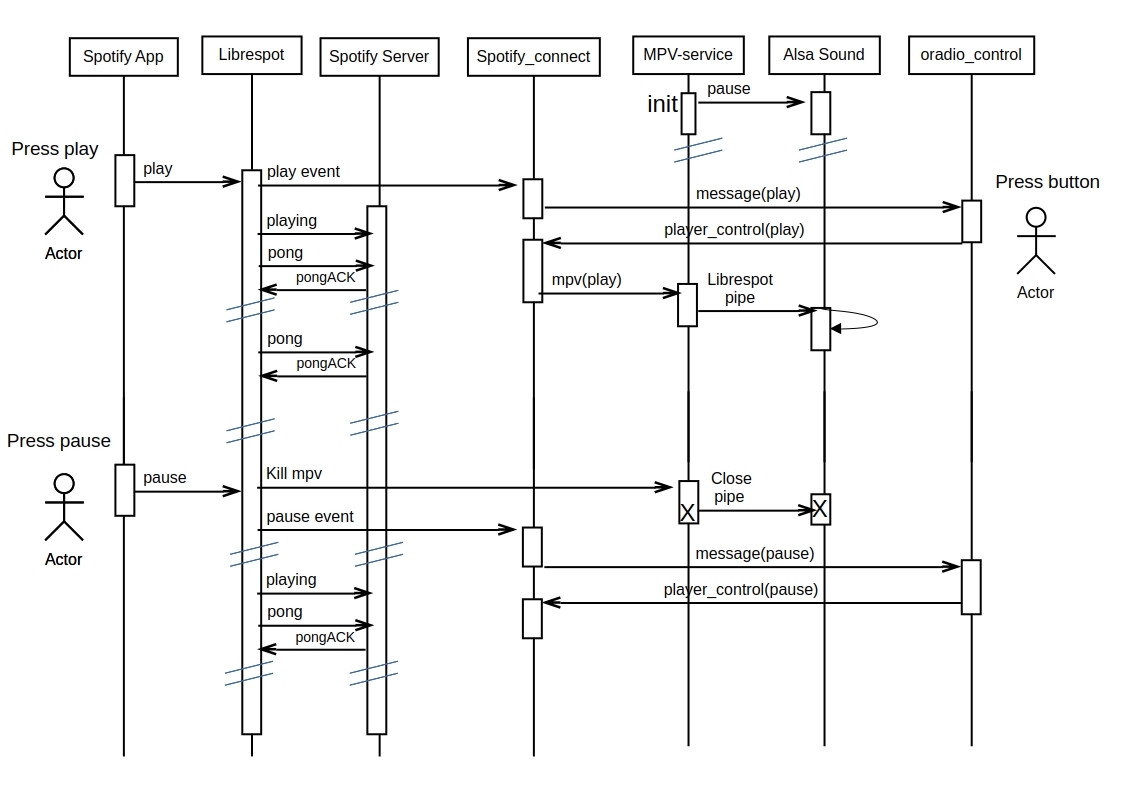 Spotify App
Librespot
Spotify Server
Spotify_connect
MPV-service
Alsa Sound
oradio_control
init
pause
Press play
play
play event
Press button
message(play)
playing
player_control(play)
Actor
pong
pongACK
mpv(play)
Librespot
pipe
Actor
pong
pongACK
Press pause
pause
Kill mpv
Close
pipe
X
X
pause event
Actor
message(pause)
playing
player_control(pause)
pong
pongACK